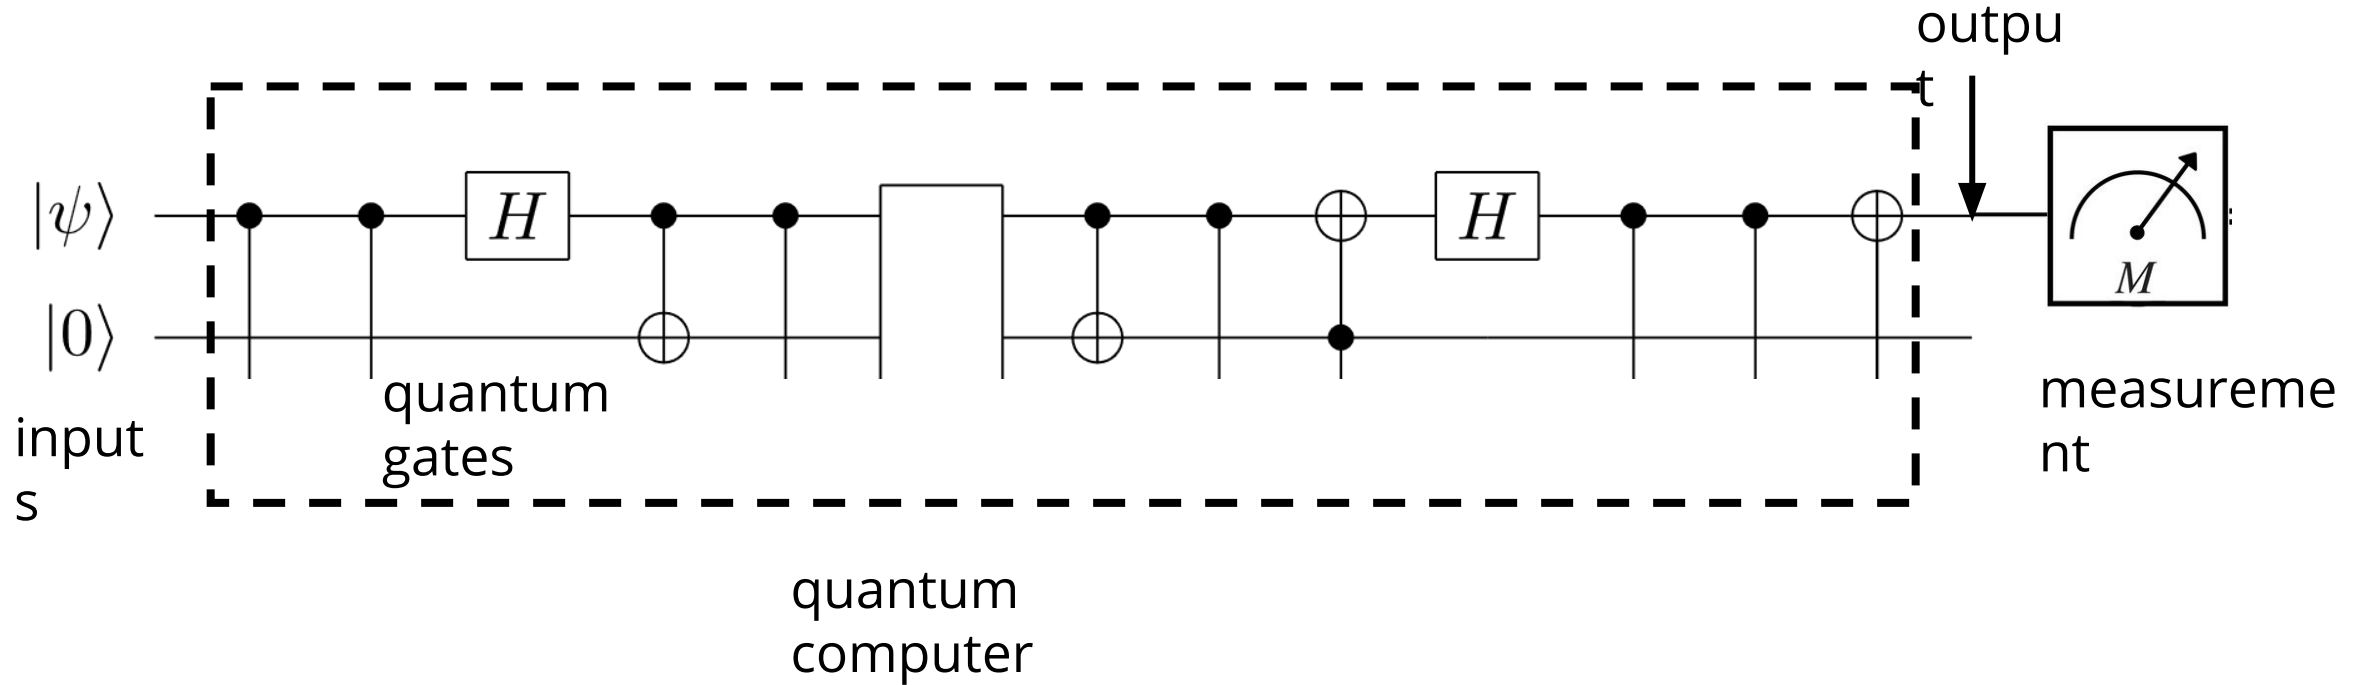 outpu
t
|ψ⟩
H
H
|0⟩
M
quantum
gates
input
s
measureme
nt
quantum
computer